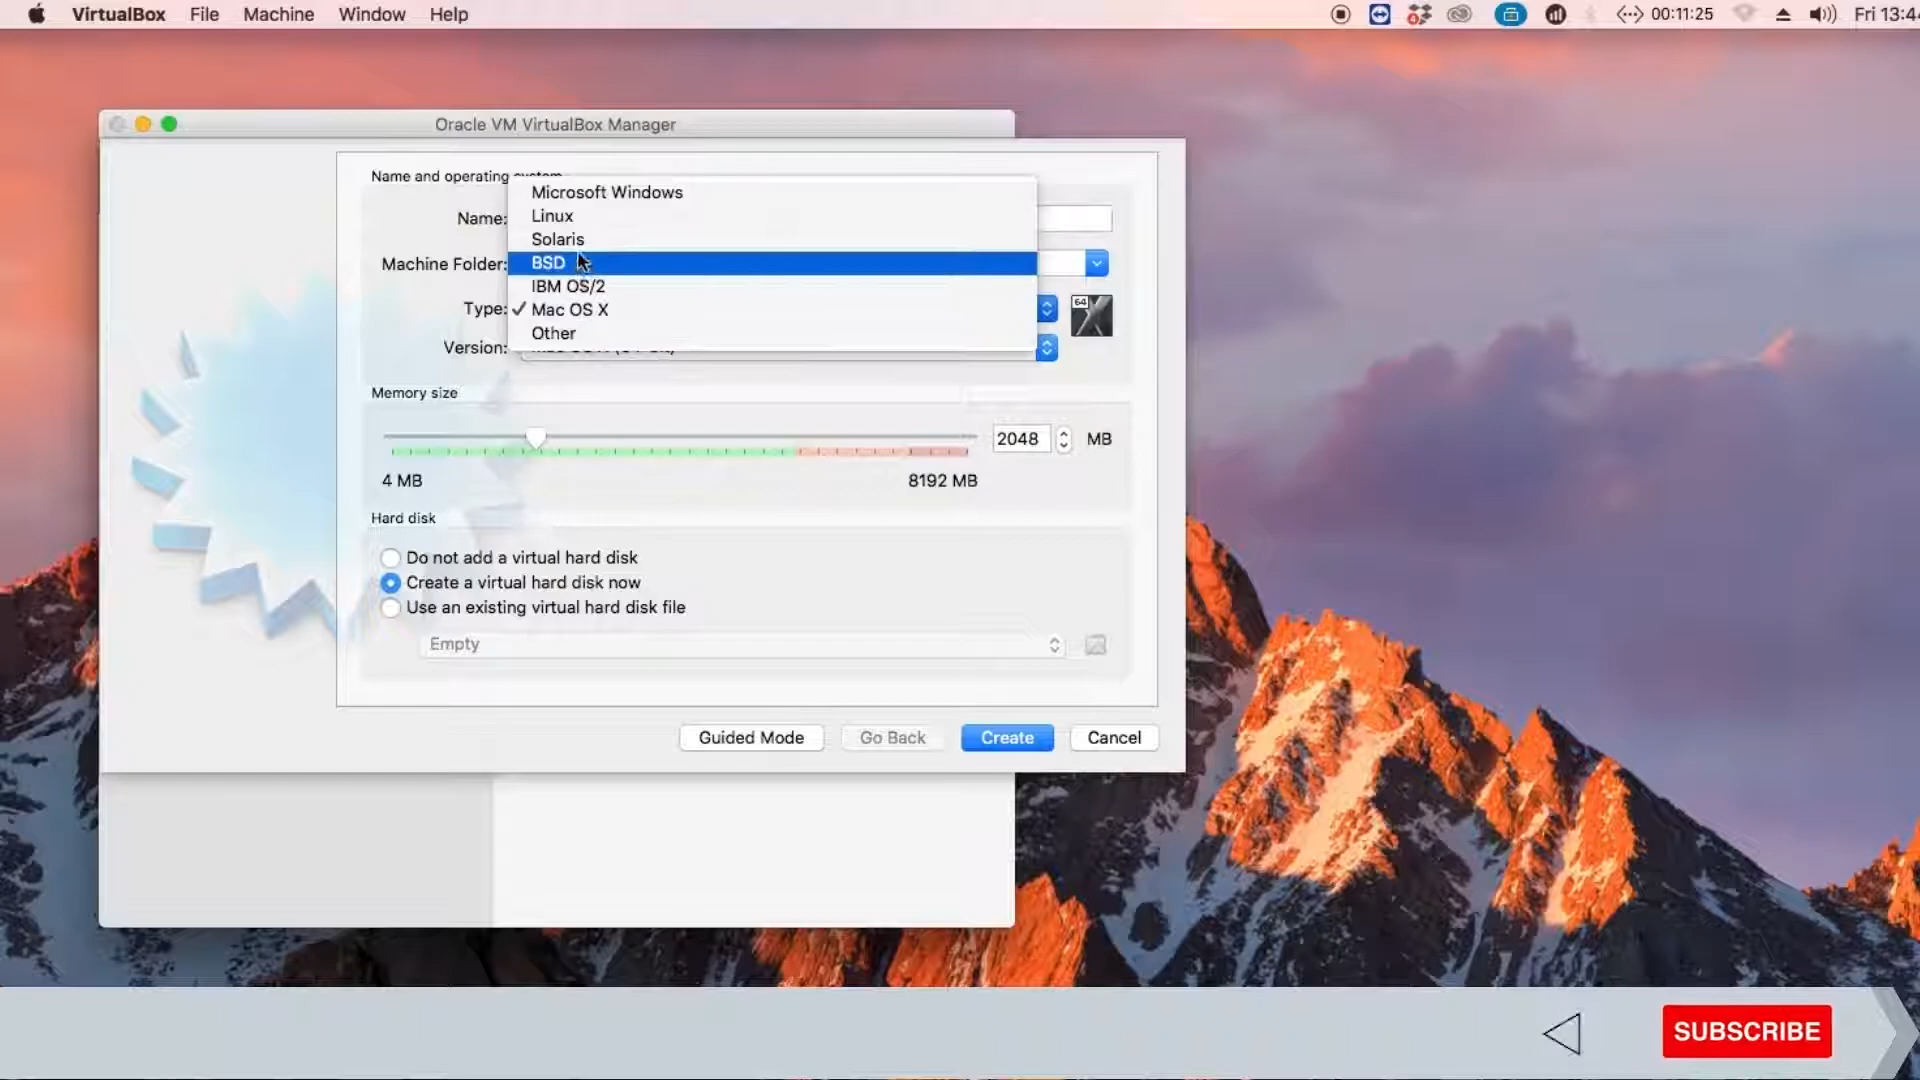 VirtualBox File Machine Window Help 00:11:25 Fri 13:44
Oracle VM VirtualBox Manager
Name and operating system
Microsoft Windows
Linux
Name:
Solaris
Machine Folder: BSD
IBM OS/2
Type: ✓ Mac OS X 64
Other
Version:
Memory size
2048 MB
4 MB 8192 MB
Hard disk
Do not add a virtual hard disk
Create a virtual hard disk now
Use an existing virtual hard disk file
Empty
Guided Mode Go Back Create Cancel
SUBSCRIBE